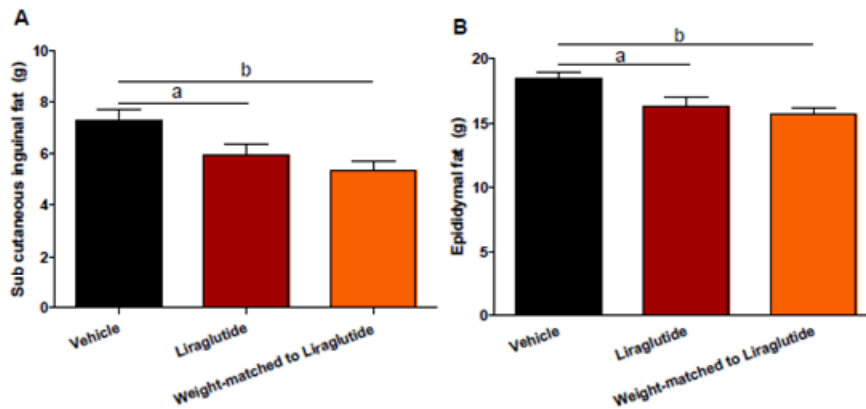 A
Sub cutaneous inguinal fat (g)
10
8
6
4
2
0
b
a
Vehicle
Liraglutide
Weight-matched to Liraglutide
B
Epididymal fat (g)
20
15
10
5
0
b
a
Vehicle
Liraglutide
Weight-matched to Liraglutide